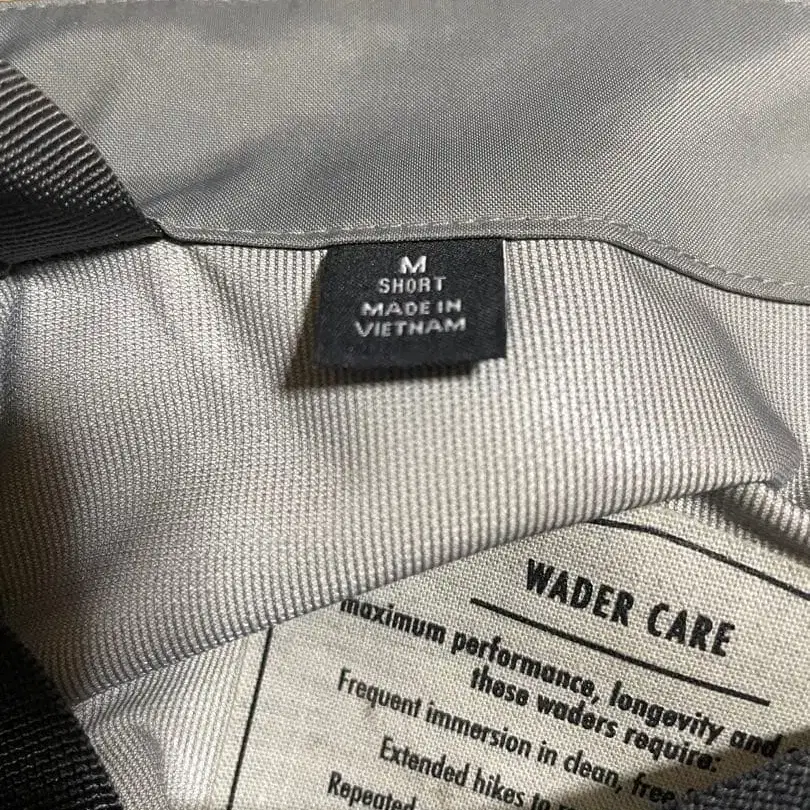 M
SHORT
MADE IN
VIETNAM
WADER CARE
maximum performance, longevity and
these waders require:
Frequent immersion in clean, free
Extended hikes to
Repeated